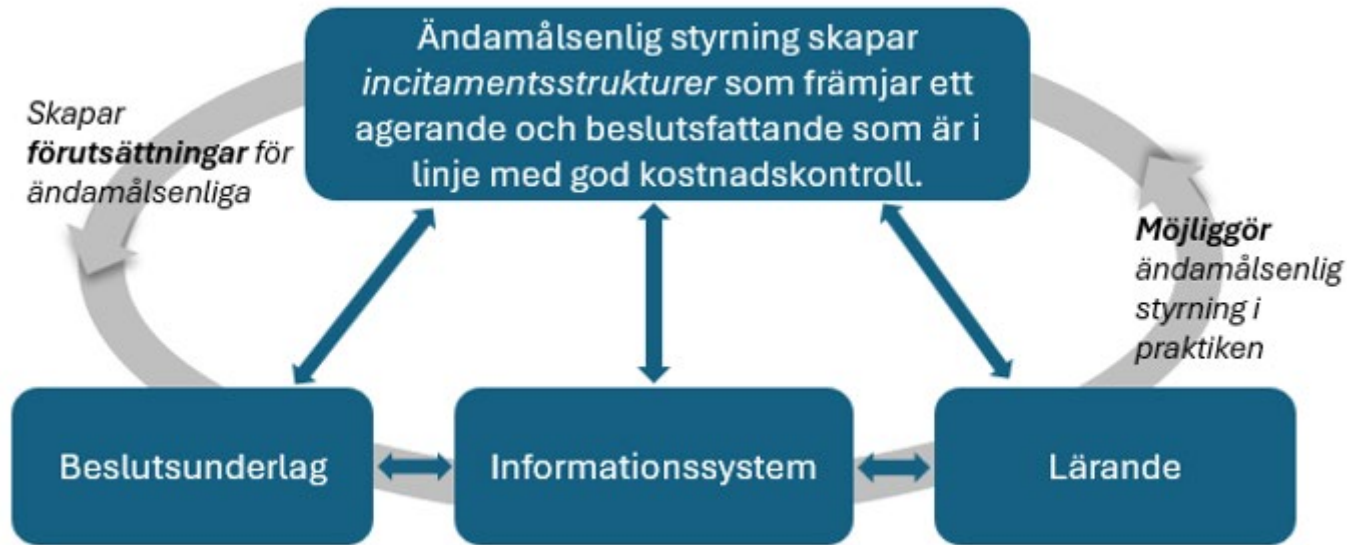 Ändamålsenlig styrning skapar
incitamentsstrukturer som främjar ett
agerande och beslutsfattande som är i
linje med god kostnadskontroll.
Skapar
förutsättningar för
ändamålsenliga
Möjliggör
ändamålsenlig
styrning i
praktiken
Beslutsunderlag
Informationssystem
Lärande